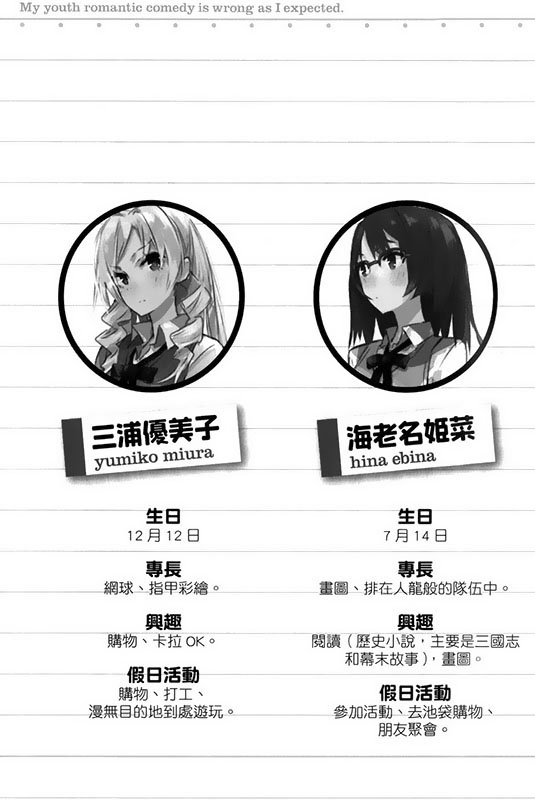 My youth romantic comedy is wrong as I expected.
三浦優美子
yumiko miura
生日
12月12日
專長
網球、指甲彩繪。
興趣
購物、卡拉OK。
假日活動
購物、打工、
漫無目的地到處遊玩。
海老名姬菜
hina ebina
生日
7月14日
專長
畫圖、排在人龍般的隊伍中。
興趣
閱讀（歷史小說，主要是三國志
和幕末故事），畫圖。
假日活動
參加活動、去池袋購物、
朋友聚會。